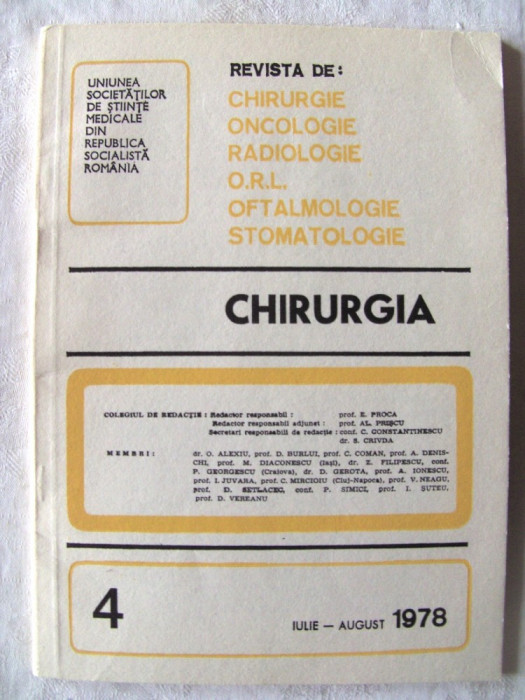 UNIUNEA
SOCIETĂȚILOR
DE ȘTIINȚE
MEDICALE
DIN
REPUBLICA
SOCIALISTĂ
ROMÂNIA
REVISTA DE:
CHIRURGIE
ONCOLOGIE
RADIOLOGIE
O.R.L.
OFTALMOLOGIE
STOMATOLOGIE
CHIRURGIA
COLEGIUL DE REDACȚIE: Redactor responsabil: prof. E. PROCA
Redactor responsabil adjunct: prof. AL. PRIȘCU
Secretari responsabili de redacție: conf. C. CONSTANTINESCU
dr. S. CRIVDA
MEMBRI: dr. O. ALEXIU, prof. D. BURLUI, prof. C. COMAN, prof. A. DENIS-
CHI, prof. M. DIACONESCU (Iași), dr. E. FILIPESCU, conf.
P. GEORGESCU (Craiova), dr. D. GEROTA, prof. A. IONESCU,
prof. I. JUVARA, prof. C. MIRCIOIU (Cluj-Napoca), prof. V. NEAGU,
prof. D. SETLACEC, conf. P. SIMICI, prof. I. ȘUTEU,
prof. D. VEREANU
4
IULIE — AUGUST 1978